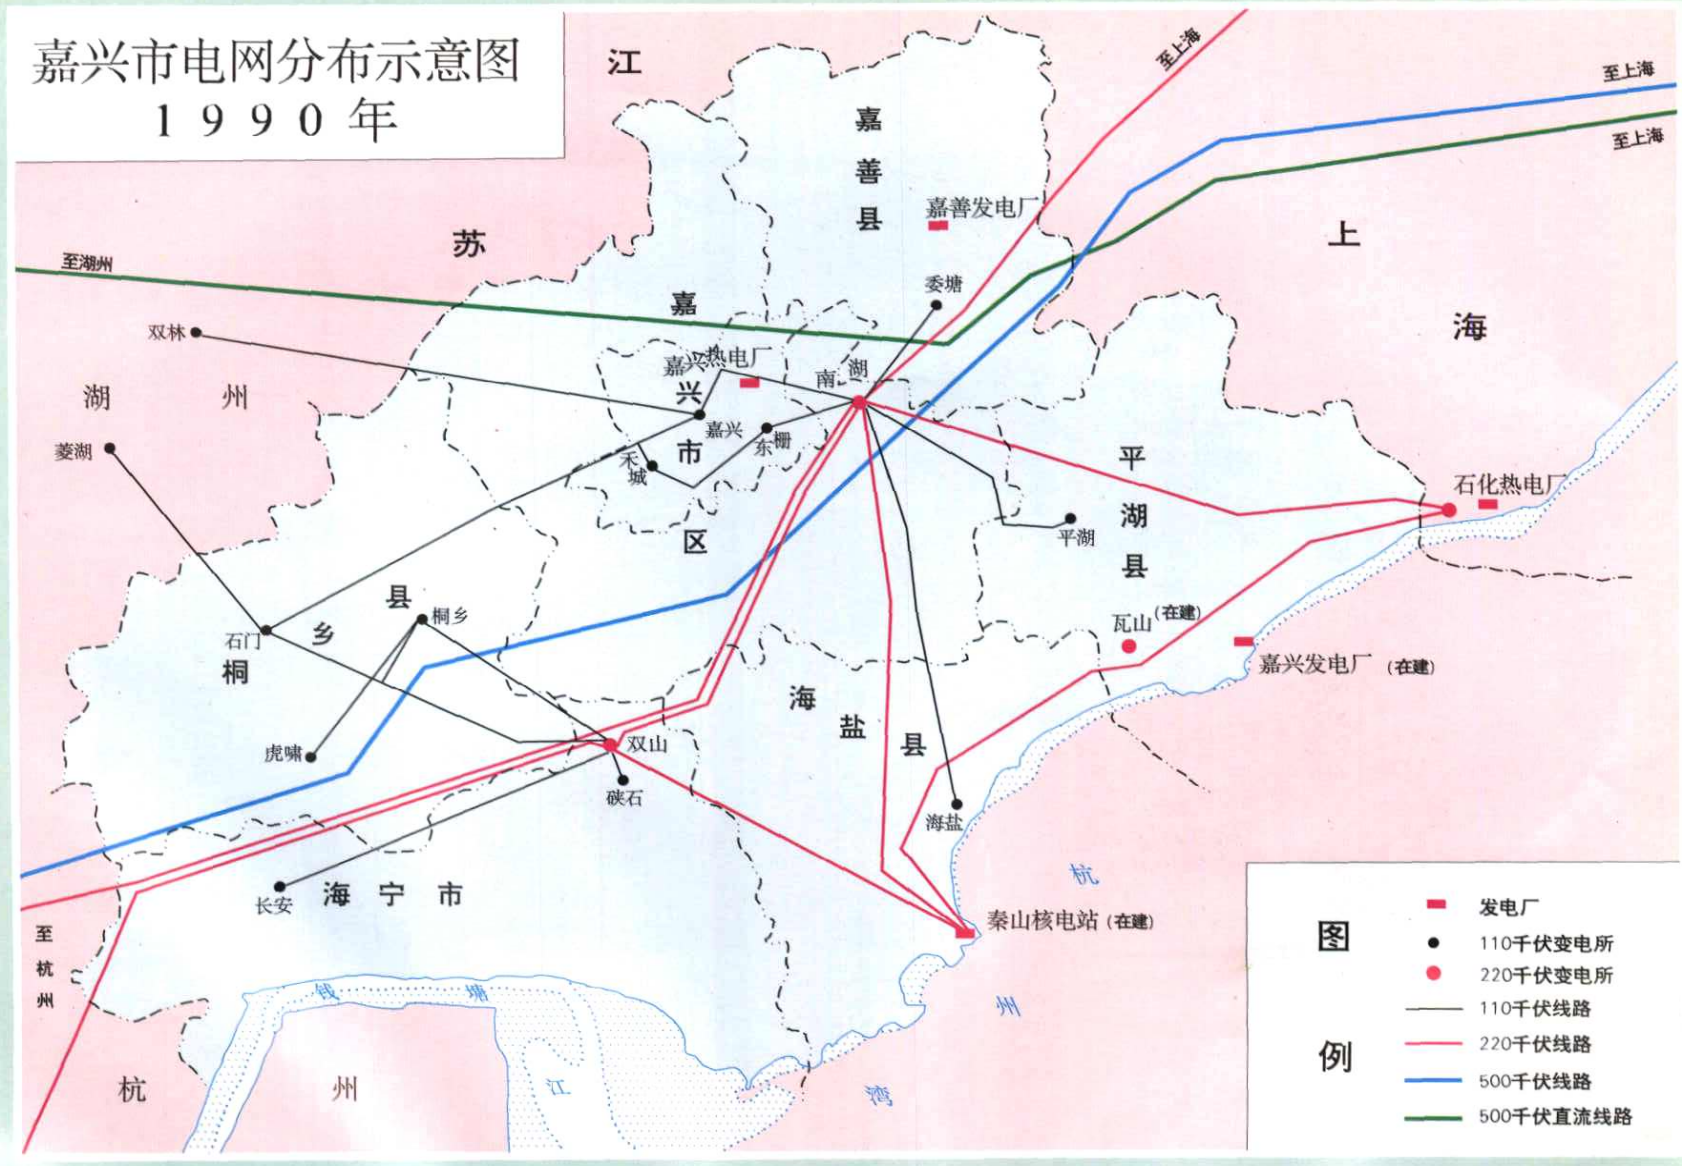 嘉兴市电网分布示意图
1990年
江
苏
上
海
至上海
至上海
至上海
至湖州
嘉善县
嘉善发电厂
委塘
双林
湖州
菱湖
嘉兴市区
嘉兴热电厂
南湖
嘉兴
东栅
禾城
平湖县
平湖
石化热电厂
瓦山(在建)
嘉兴发电厂(在建)
石门
桐乡县
桐乡
虎啸
双山
硖石
海盐县
海盐
长安
海宁市
秦山核电站(在建)
至杭州
杭州
钱塘江
杭州湾
图例
发电厂
110千伏变电所
220千伏变电所
110千伏线路
220千伏线路
500千伏线路
500千伏直流线路